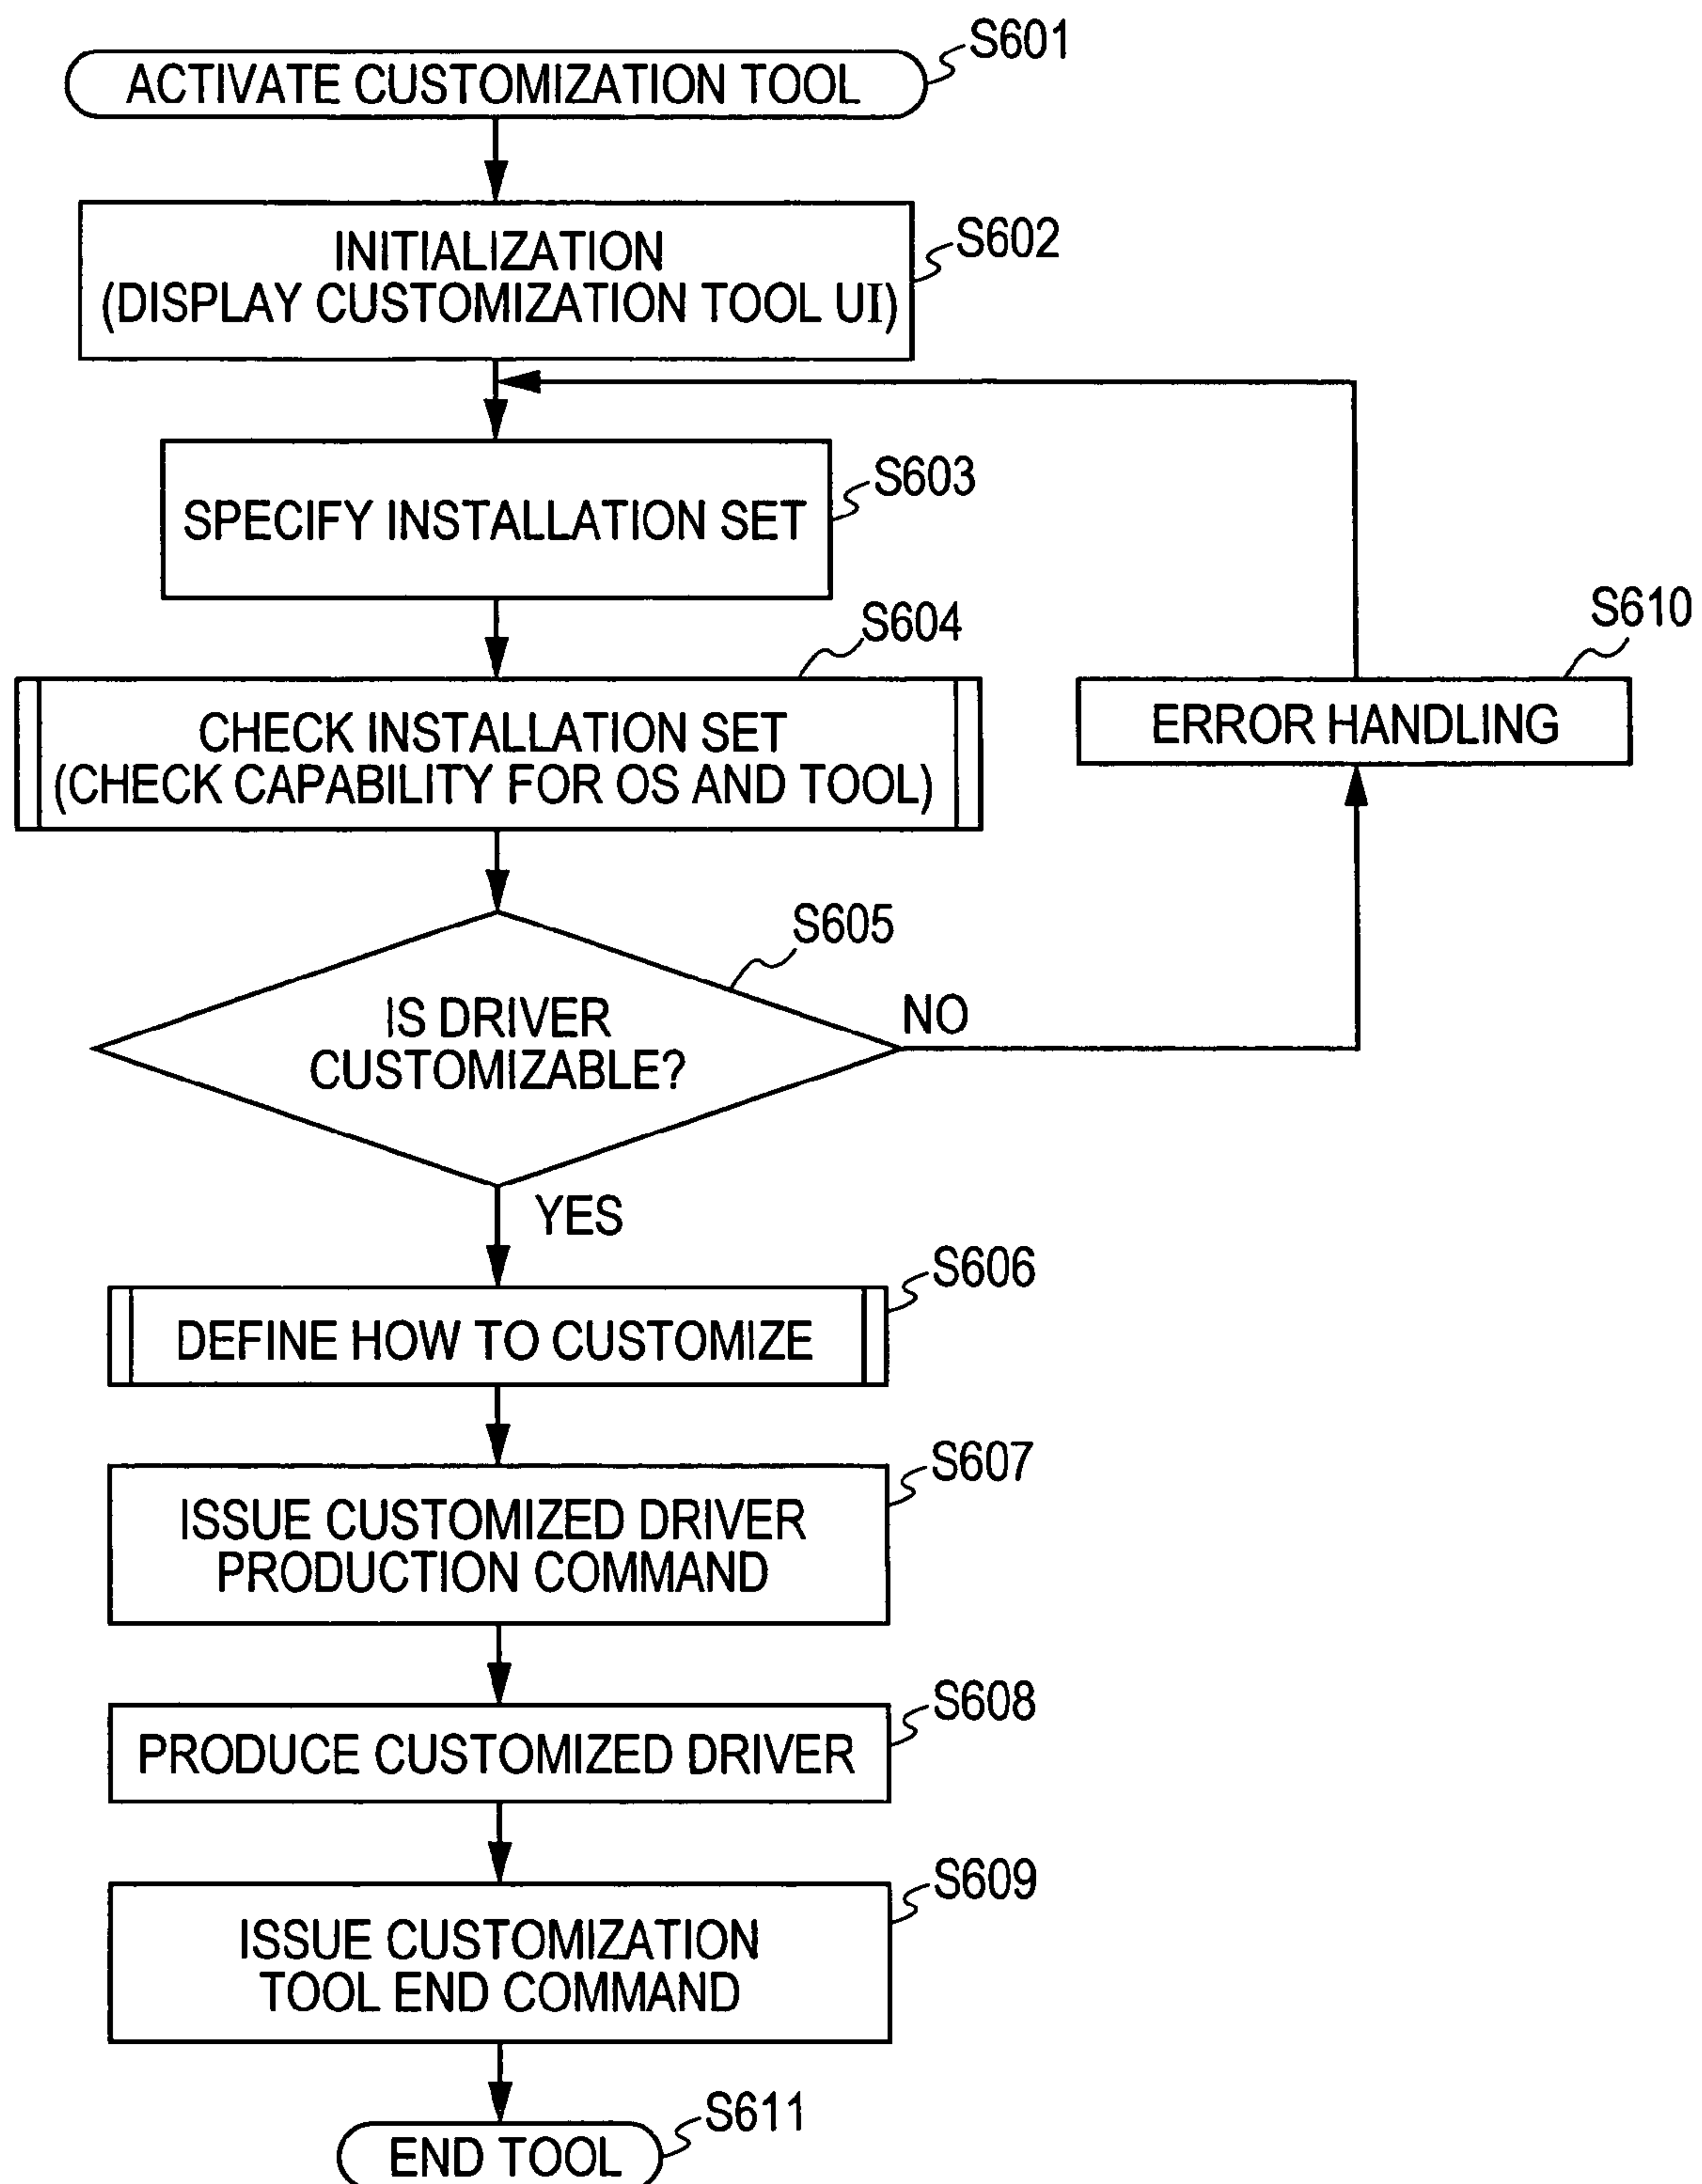 S601
ACTIVATE CUSTOMIZATION TOOL
S602
INITIALIZATION
(DISPLAY CUSTOMIZATION TOOL UI)
S603
SPECIFY INSTALLATION SET
S604
CHECK INSTALLATION SET
(CHECK CAPABILITY FOR OS AND TOOL)
S610
ERROR HANDLING
S605
IS DRIVER
CUSTOMIZABLE?
NO
YES
S606
DEFINE HOW TO CUSTOMIZE
S607
ISSUE CUSTOMIZED DRIVER
PRODUCTION COMMAND
S608
PRODUCE CUSTOMIZED DRIVER
S609
ISSUE CUSTOMIZATION
TOOL END COMMAND
S611
END TOOL